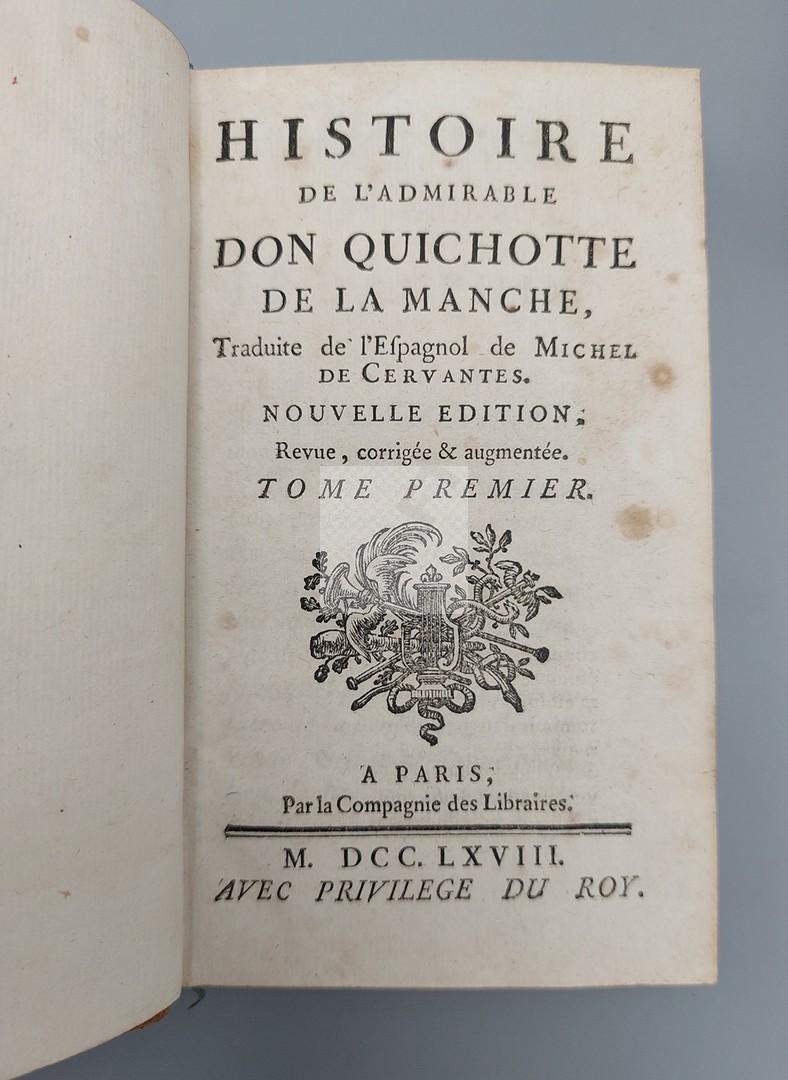 HISTOIRE
DE L'ADMIRABLE
DON QUICHOTTE
DE LA MANCHE,
Traduite de l'Eſpagnol de MICHEL
DE CERVANTES.
NOUVELLE EDITION;
Revue, corrigée & augmentée.
TOME PREMIER.
A PARIS,
Par la Compagnie des Libraires.
M. DCC. LXVIII.
AVEC PRIVILEGE DU ROY.